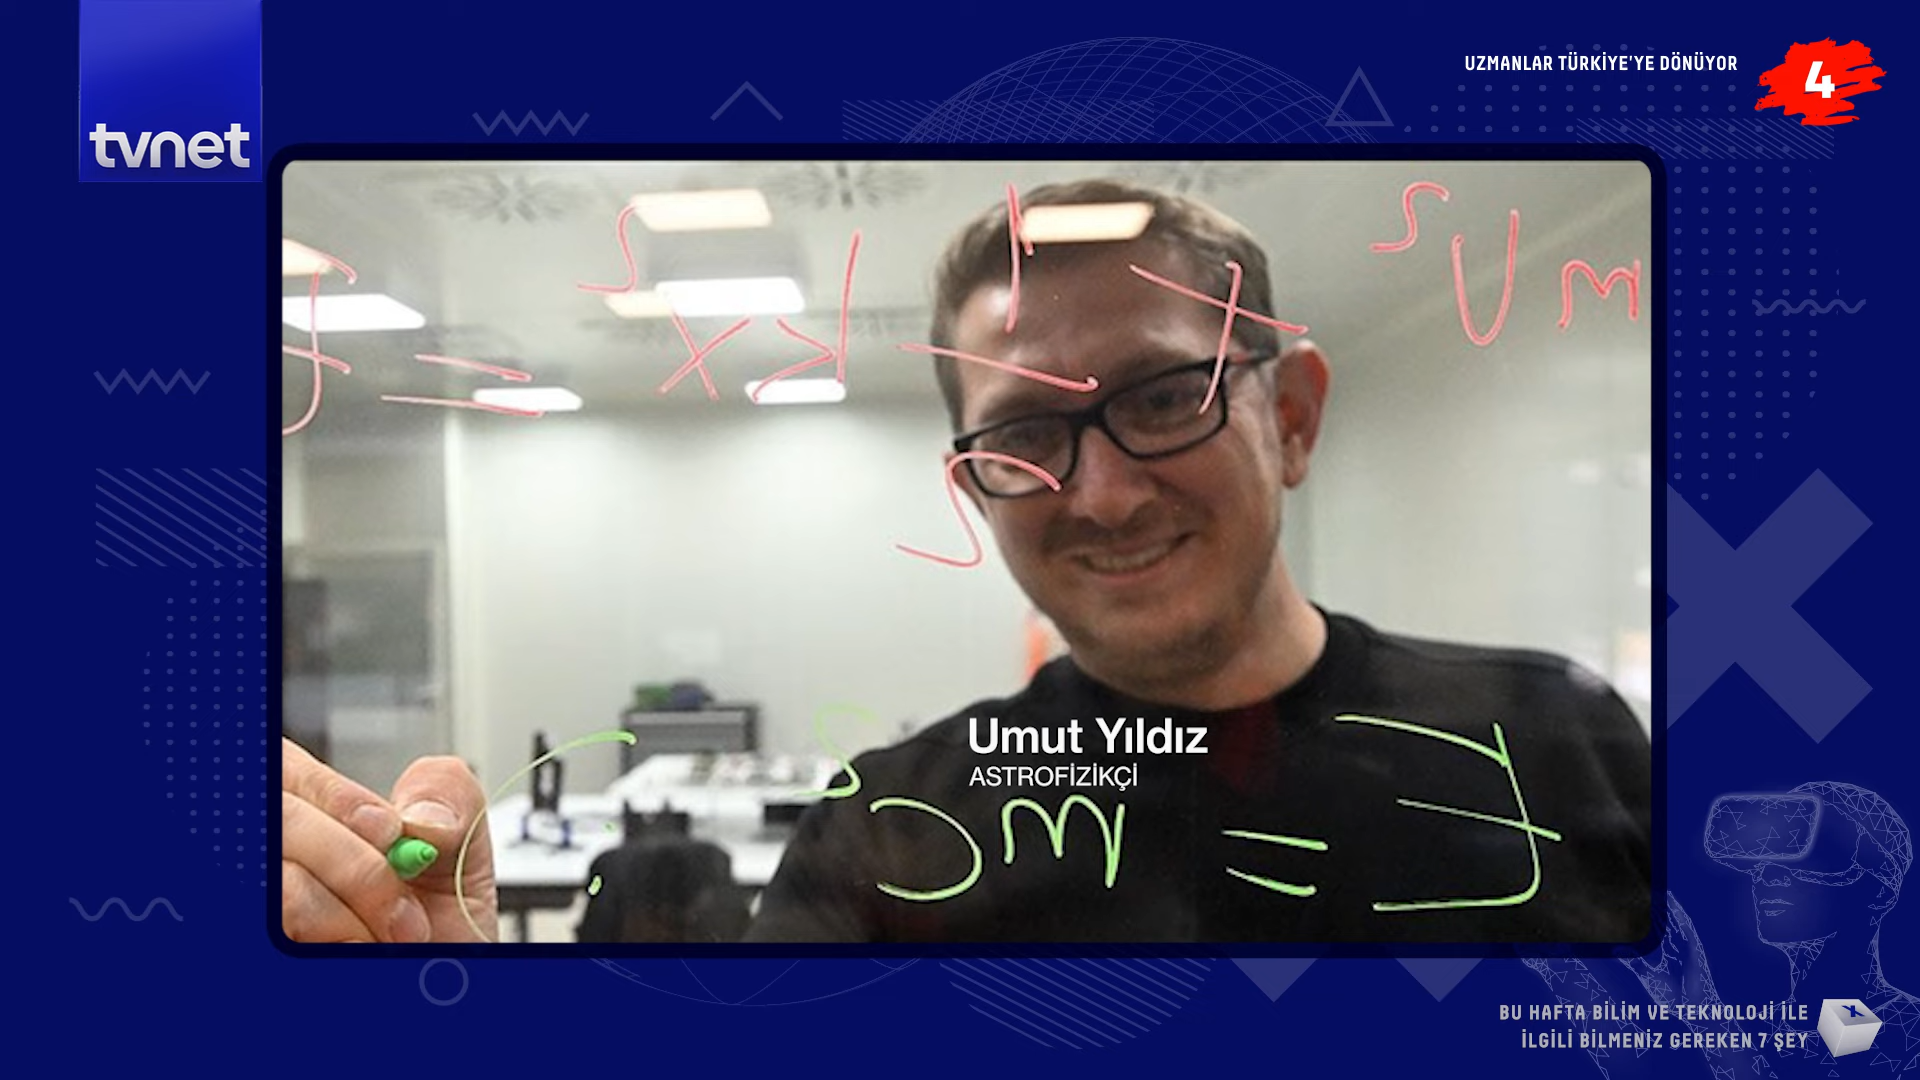 tvnet
UZMANLAR TÜRKİYE'YE DÖNÜYOR
4
Umut Yıldız
ASTROFİZİKÇİ
BU HAFTA BİLİM VE TEKNOLOJİ İLE
İLGİLİ BİLMENİZ GEREKEN 7 ŞEY